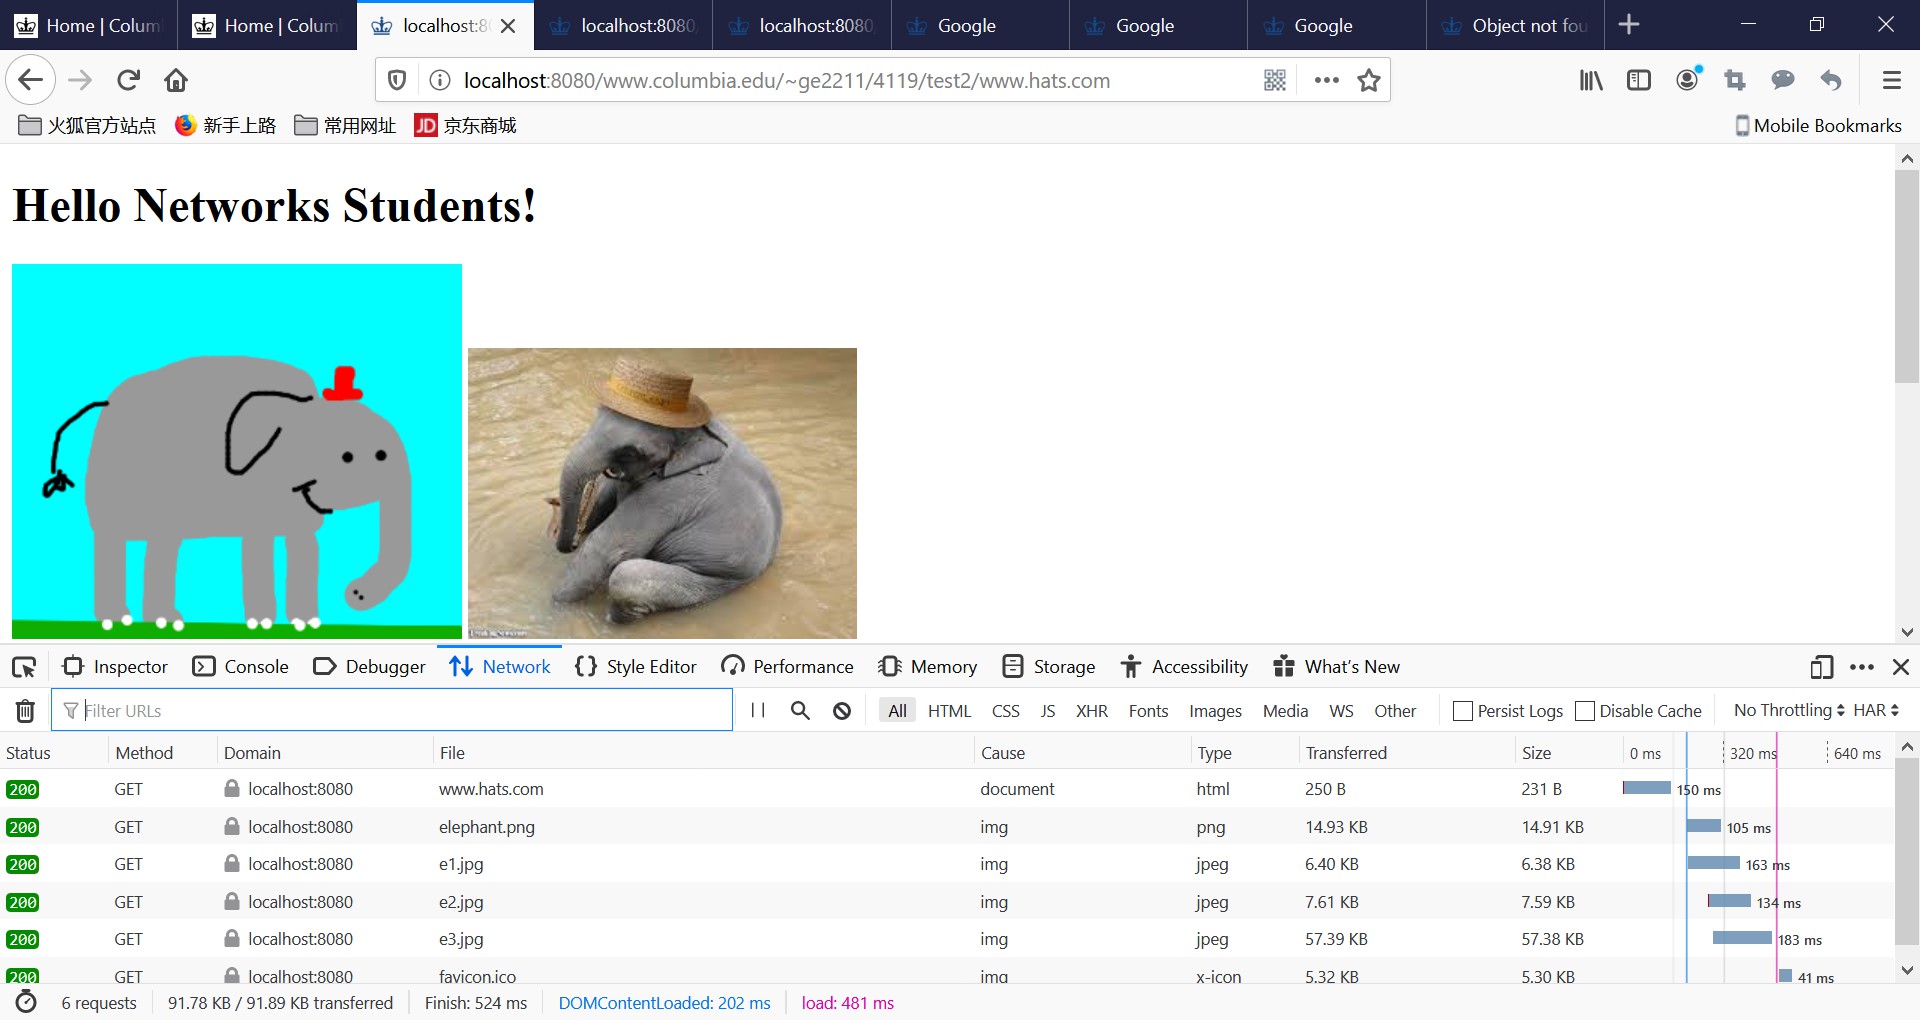 Home | Colum
Home | Colum
localhost:8
localhost:8080
localhost:8080
Google
Google
Google
Object not fou
localhost:8080/www.columbia.edu/~ge2211/4119/test2/www.hats.com
火狐官方站点 新手上路 常用网址 JD 京东商城 Mobile Bookmarks
Hello Networks Students!
Inspector Console Debugger Network Style Editor Performance Memory Storage Accessibility What's New
Filter URLs All HTML CSS JS XHR Fonts Images Media WS Other Persist Logs Disable Cache No Throttling HAR
Status Method Domain File Cause Type Transferred Size 0 ms 320 ms 640 ms
200 GET localhost:8080 www.hats.com document html 250 B 231 B 150 ms
200 GET localhost:8080 elephant.png img png 14.93 KB 14.91 KB 105 ms
200 GET localhost:8080 e1.jpg img jpeg 6.40 KB 6.38 KB 163 ms
200 GET localhost:8080 e2.jpg img jpeg 7.61 KB 7.59 KB 134 ms
200 GET localhost:8080 e3.jpg img jpeg 57.39 KB 57.38 KB 183 ms
200 GET localhost:8080 favicon.ico img x-icon 5.32 KB 5.30 KB 41 ms
6 requests 91.78 KB / 91.89 KB transferred Finish: 524 ms DOMContentLoaded: 202 ms load: 481 ms